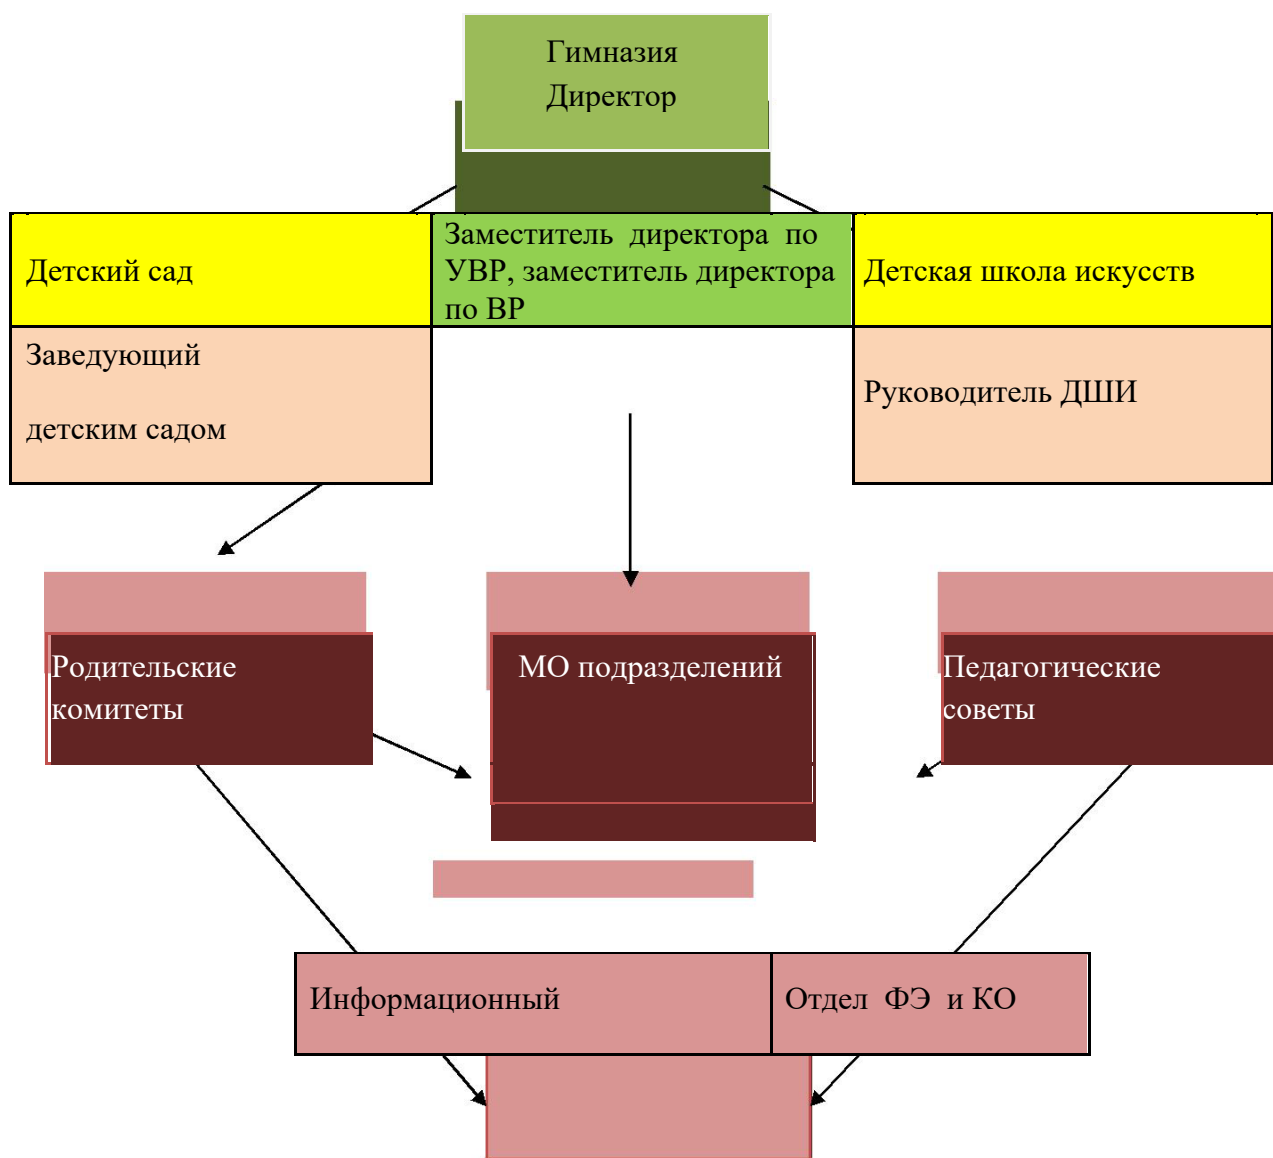 Гимназия
Директор
Детский сад
Заместитель директора по
УВР, заместитель директора
по ВР
Детская школа искусств
Заведующий
детским садом
Руководитель ДШИ
Родительские
комитеты
МО подразделений
Педагогические
советы
Информационный
Отдел ФЭ и КО